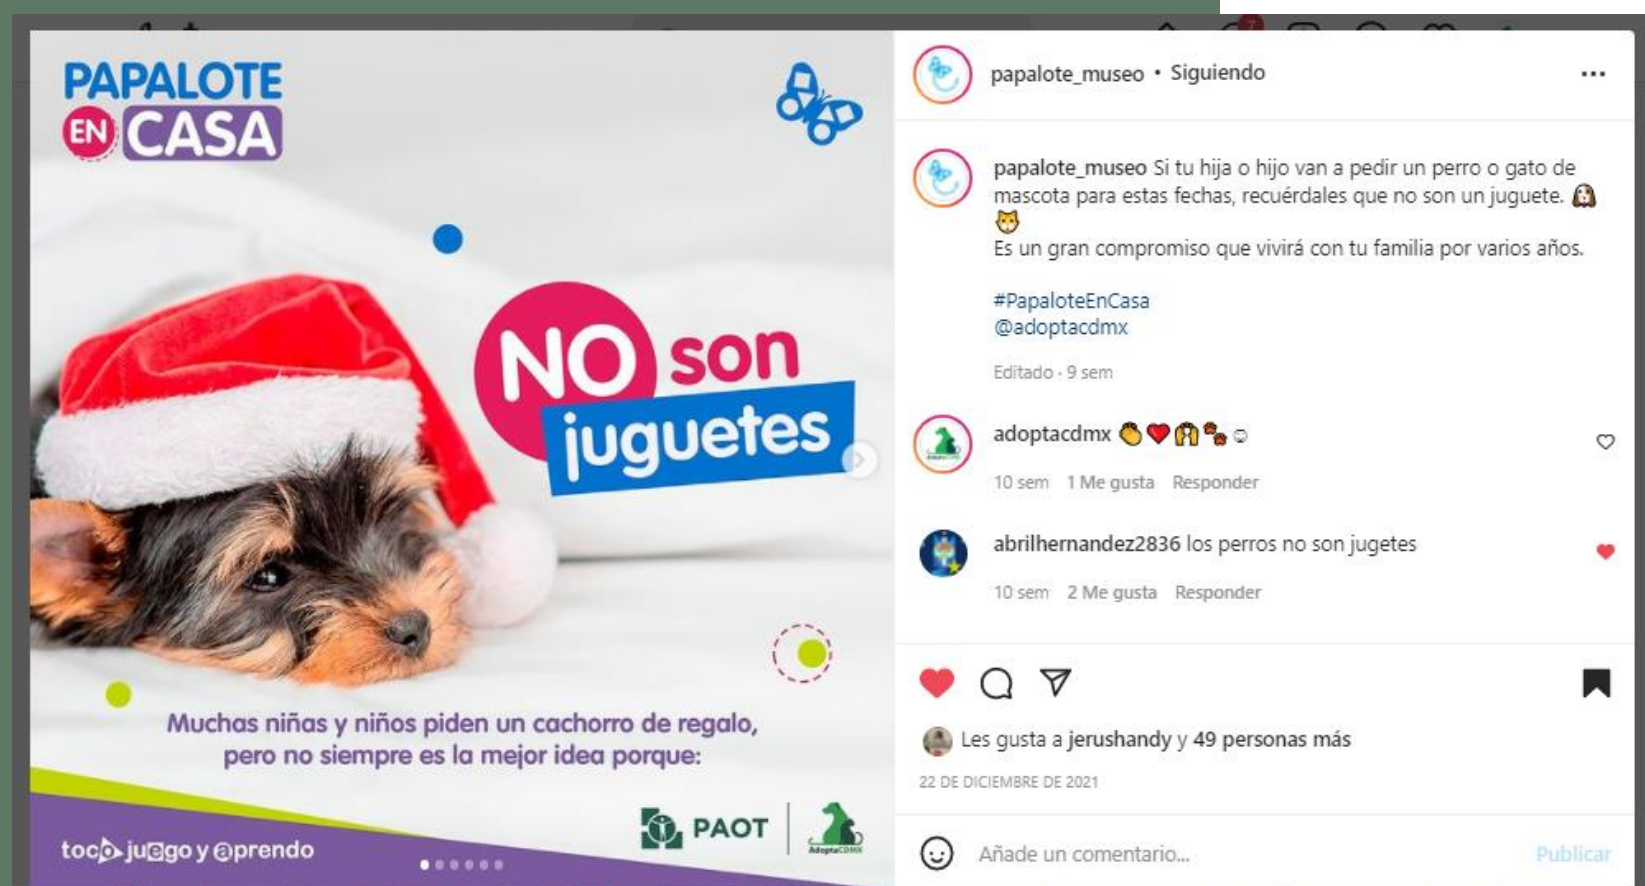 7
PAPALOTE
EN CASA
NO son
juguetes
Muchas niñas y niños piden un cachorro de regalo,
pero no siempre es la mejor idea porque:
toco juego y aprendo
PAOT
AdoptaCDMX
papalote_museo • Siguiendo
papalote_museo Si tu hija o hijo van a pedir un perro o gato de
mascota para estas fechas, recuérdales que no son un juguete. 🐶
🐱
Es un gran compromiso que vivirá con tu familia por varios años.
#PapaloteEnCasa
@adoptacdmx
Editado · 9 sem
adoptacdmx 👏❤️🙌🐾☺
10 sem 1 Me gusta Responder
abrilhernandez2836 los perros no son jugetes
10 sem 2 Me gusta Responder
Les gusta a jerushandy y 49 personas más
22 DE DICIEMBRE DE 2021
Añade un comentario...
Publicar